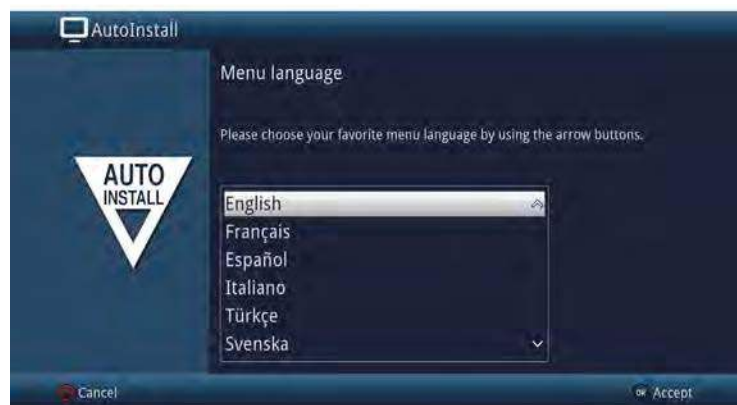 AutoInstall
Menu language
Please choose your favorite menu language by using the arrow buttons.
AUTO
INSTALL
English
Français
Español
Italiano
Türkçe
Svenska
Cancel
OK Accept